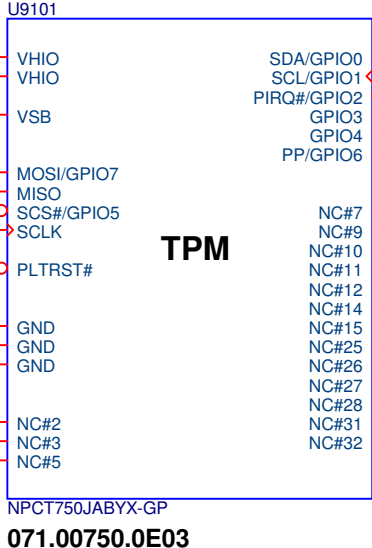 U9101
VHIO
VHIO
VSB
MOSI/GPIO7
MISO
SCS#/GPIO5
SCLK
PLTRST#
GND
GND
GND
NC#2
NC#3
NC#5
TPM
SDA/GPIO0
SCL/GPIO1
PIRQ#/GPIO2
GPIO3
GPIO4
PP/GPIO6
NC#7
NC#9
NC#10
NC#11
NC#12
NC#14
NC#15
NC#25
NC#26
NC#27
NC#28
NC#31
NC#32
NPCT750JABYX-GP
071.00750.0E03